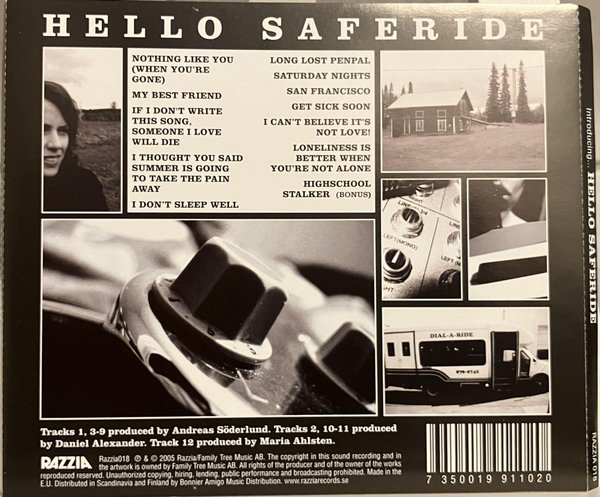 HELLO SAFERIDE
NOTHING LIKE YOU
(WHEN YOU'RE
GONE)
MY BEST FRIEND
IF I DON'T WRITE
THIS SONG,
SOMEONE I LOVE
WILL DIE
I THOUGHT YOU SAID
SUMMER IS GOING
TO TAKE THE PAIN
AWAY
I DON'T SLEEP WELL
LONG LOST PENPAL
SATURDAY NIGHTS
SAN FRANCISCO
GET SICK SOON
I CAN'T BELIEVE IT'S
NOT LOVE!
LONELINESS IS
BETTER WHEN
YOU'RE NOT ALONE
HIGHSCHOOL
STALKER (BONUS)
LEFT(MONO)
DIAL-A-RIDE
879-9742
Tracks 1, 3-9 produced by Andreas Söderlund. Tracks 2, 10-11 produced
by Daniel Alexander. Track 12 produced by Maria Ahlsten.
RAZZIA
Razzia018 ℗ & © 2005 Razzia/Family Tree Music AB. The copyright in this sound recording and in
the artwork is owned by Family Tree Music AB. All rights of the producer and of the owner of the works
reproduced reserved. Unauthorized copying, hiring, lending, public performance and broadcasting prohibited. Made in the
E.U. Distributed in Scandinavia and Finland by Bonnier Amigo Music Distribution. www.razziarecords.se
7 350019 911020
Introducing... HELLO SAFERIDE
RAZZIA 018